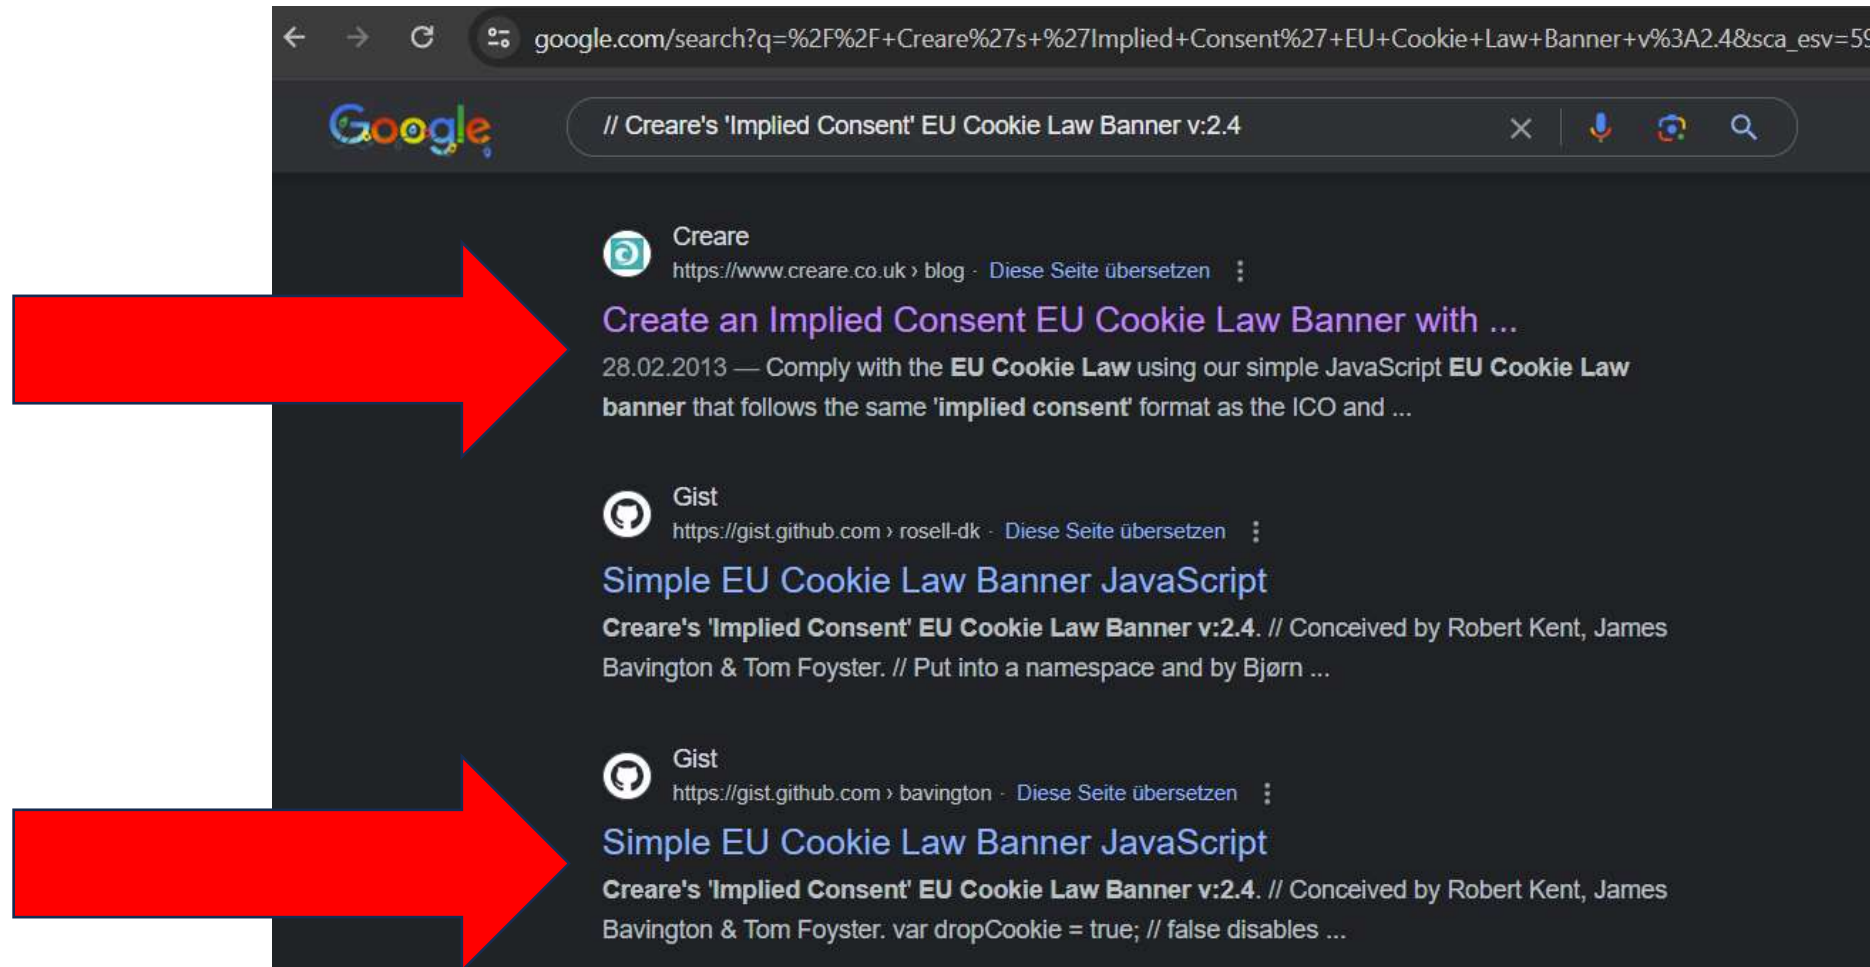 google.com/search?q=%2F%2F+Creare%27s+%27Implied+Consent%27+EU+Cookie+Law+Banner+v%3A2.4&sca_esv=59
Google
// Creare's 'Implied Consent' EU Cookie Law Banner v:2.4
Creare
https://www.creare.co.uk › blog · Diese Seite übersetzen
Create an Implied Consent EU Cookie Law Banner with ...
28.02.2013 — Comply with the EU Cookie Law using our simple JavaScript EU Cookie Law
banner that follows the same 'implied consent' format as the ICO and ...
Gist
https://gist.github.com › rosell-dk · Diese Seite übersetzen
Simple EU Cookie Law Banner JavaScript
Creare's 'Implied Consent' EU Cookie Law Banner v:2.4. // Conceived by Robert Kent, James
Bavington & Tom Foyster. // Put into a namespace and by Bjørn ...
Gist
https://gist.github.com › bavington · Diese Seite übersetzen
Simple EU Cookie Law Banner JavaScript
Creare's 'Implied Consent' EU Cookie Law Banner v:2.4. // Conceived by Robert Kent, James
Bavington & Tom Foyster. var dropCookie = true; // false disables ...